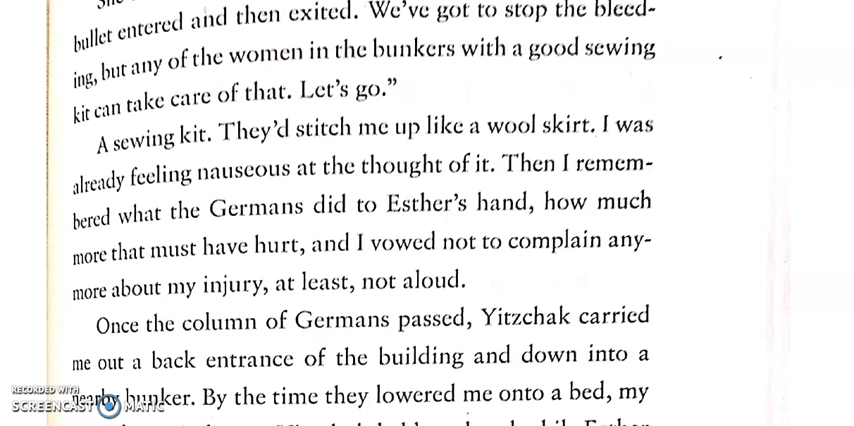 bullet entered and then exited. We've got to stop the bleed-
ing, but any of the women in the bunkers with a good sewing
kit can take care of that. Let's go."
A sewing kit. They'd stitch me up like a wool skirt. I was
already feeling nauseous at the thought of it. Then I remem-
bered what the Germans did to Esther's hand, how much
more that must have hurt, and I vowed not to complain any-
more about my injury, at least, not aloud.
Once the column of Germans passed, Yitzchak carried
me out a back entrance of the building and down into a
nearby bunker. By the time they lowered me onto a bed, my
RECORDED WITH
SCREENCAST MATIC